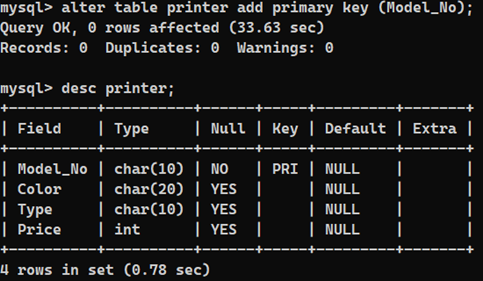 mysql> alter table printer add primary key (Model_No);
Query OK, 0 rows affected (33.63 sec)
Records: 0  Duplicates: 0  Warnings: 0

mysql> desc printer;
+----------+----------+------+-----+---------+-------+
| Field    | Type     | Null | Key | Default | Extra |
+----------+----------+------+-----+---------+-------+
| Model_No | char(10) | NO   | PRI | NULL    |       |
| Color    | char(20) | YES  |     | NULL    |       |
| Type     | char(10) | YES  |     | NULL    |       |
| Price    | int      | YES  |     | NULL    |       |
+----------+----------+------+-----+---------+-------+
4 rows in set (0.78 sec)